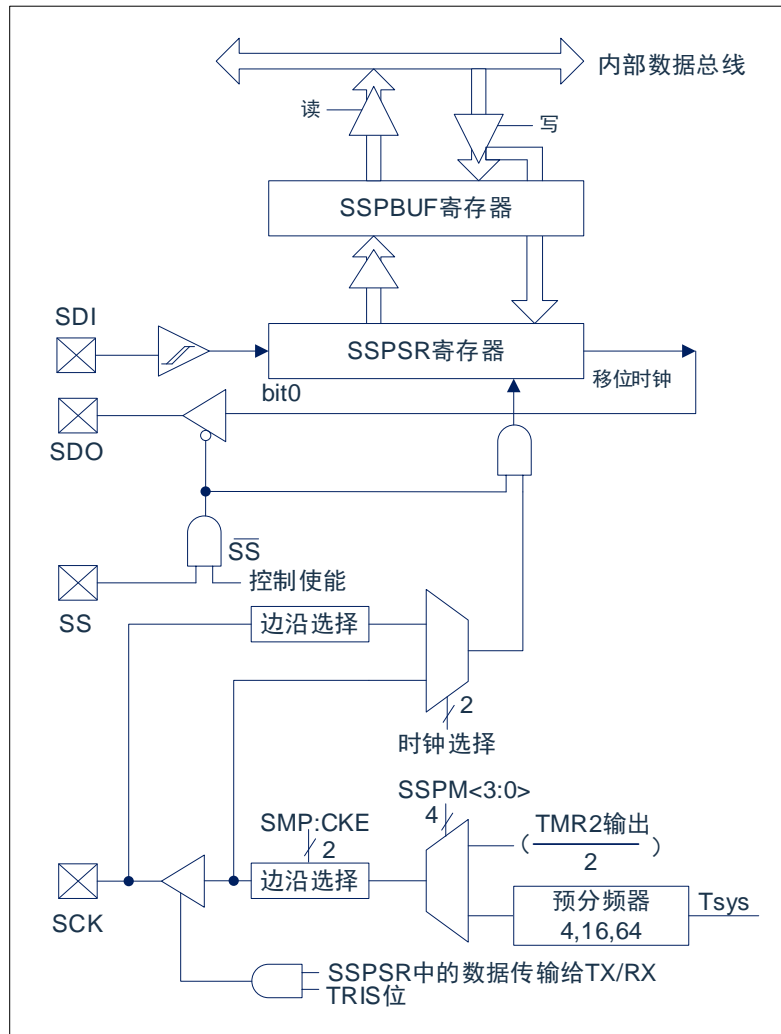 内部数据总线
读
写
SSPBUF寄存器
SDI
SSPSR寄存器
bit0
移位时钟
SDO
SS
控制使能
SS
边沿选择
2
时钟选择
SSPM<3:0>
4
SMP:CKE
2
(TMR2输出
2)
边沿选择
SCK
预分频器
4,16,64
Tsys
SSPSR中的数据传输给TX/RX
TRIS位